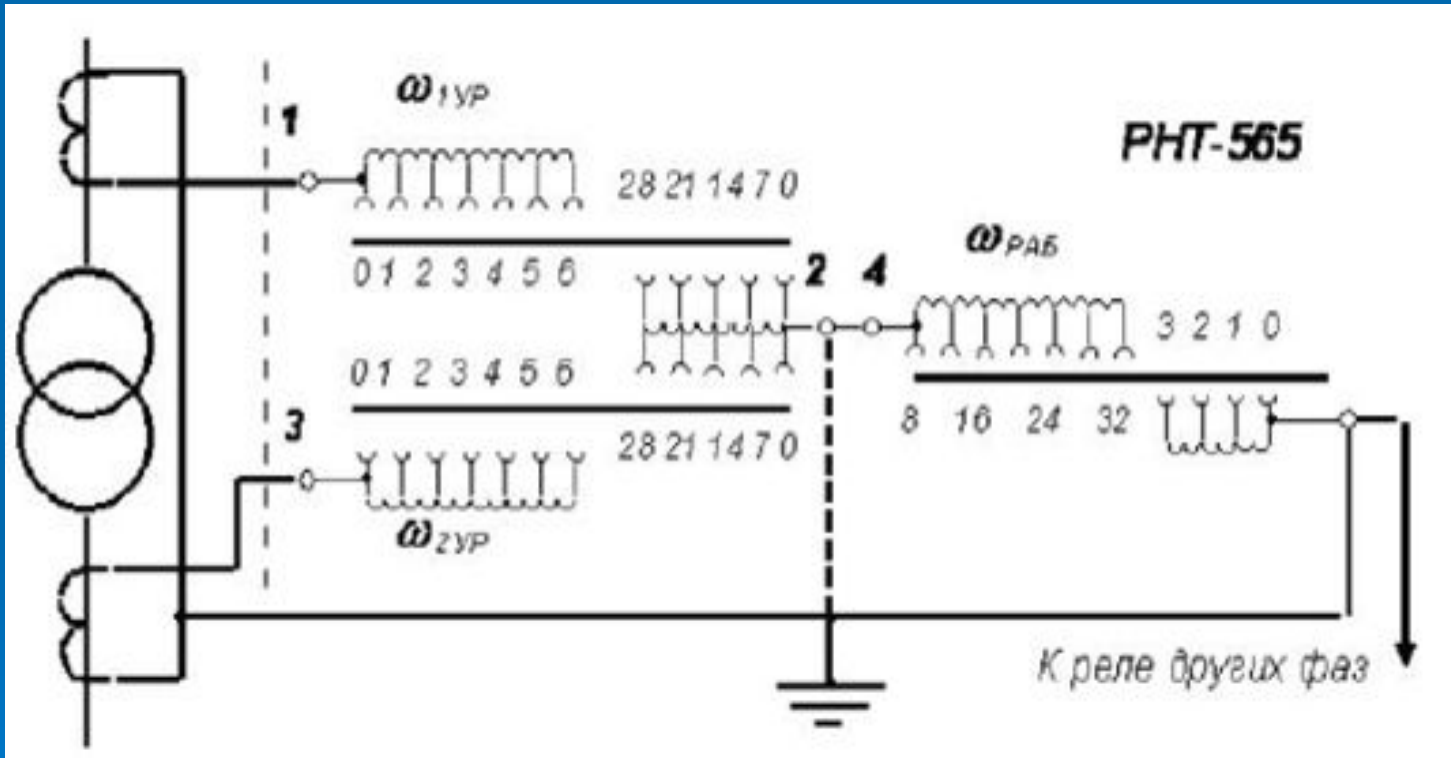 ω1УР
РНТ-565
1
28 21 14 7 0
ωРАБ
0 1 2 3 4 5 6
2 4
3 2 1 0
0 1 2 3 4 5 6
8 16 24 32
3
28 21 14 7 0
ω2УР
К реле других фаз